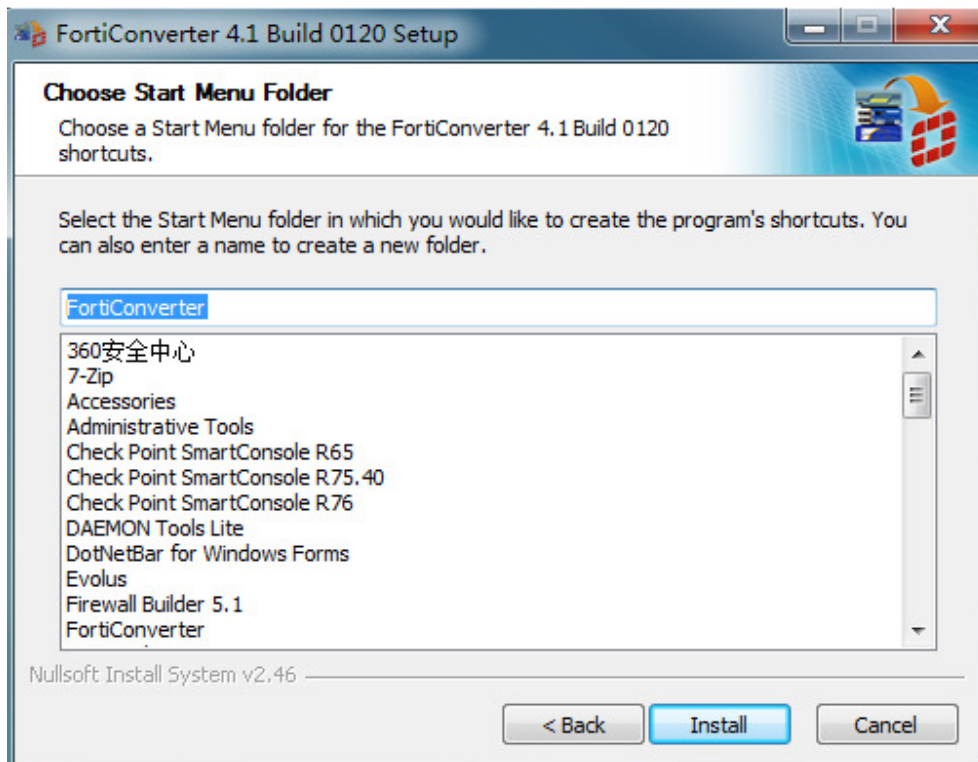 FortiConverter 4.1 Build 0120 Setup
Choose Start Menu Folder
Choose a Start Menu folder for the FortiConverter 4.1 Build 0120
shortcuts.
Select the Start Menu folder in which you would like to create the program's shortcuts. You
can also enter a name to create a new folder.
FortiConverter
360安全中心
7-Zip
Accessories
Administrative Tools
Check Point SmartConsole R65
Check Point SmartConsole R75.40
Check Point SmartConsole R76
DAEMON Tools Lite
DotNetBar for Windows Forms
Evolus
Firewall Builder 5.1
FortiConverter
Nullsoft Install System v2.46
< Back
Install
Cancel